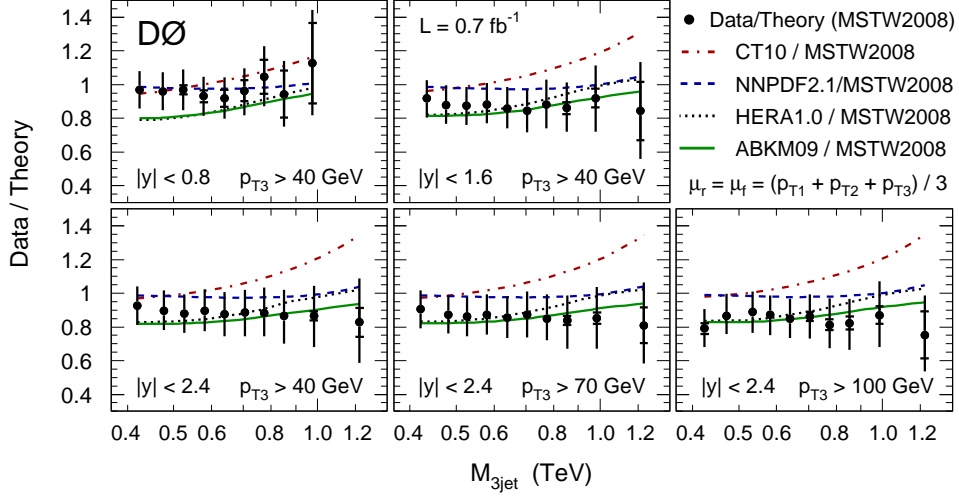 DØ
L = 0.7 fb⁻¹
Data/Theory (MSTW2008)
CT10 / MSTW2008
NNPDF2.1/MSTW2008
HERA1.0 / MSTW2008
ABKM09 / MSTW2008
μr = μf = (pT1 + pT2 + pT3) / 3
1.4
1.2
1.0
0.8
0.6
0.4
|y| < 0.8 pT3 > 40 GeV
|y| < 1.6 pT3 > 40 GeV
Data / Theory
1.4
1.2
1.0
0.8
0.6
0.4
|y| < 2.4 pT3 > 40 GeV
|y| < 2.4 pT3 > 70 GeV
|y| < 2.4 pT3 > 100 GeV
0.4 0.6 0.8 1.0 1.2
0.4 0.6 0.8 1.0 1.2
0.4 0.6 0.8 1.0 1.2
M3jet (TeV)